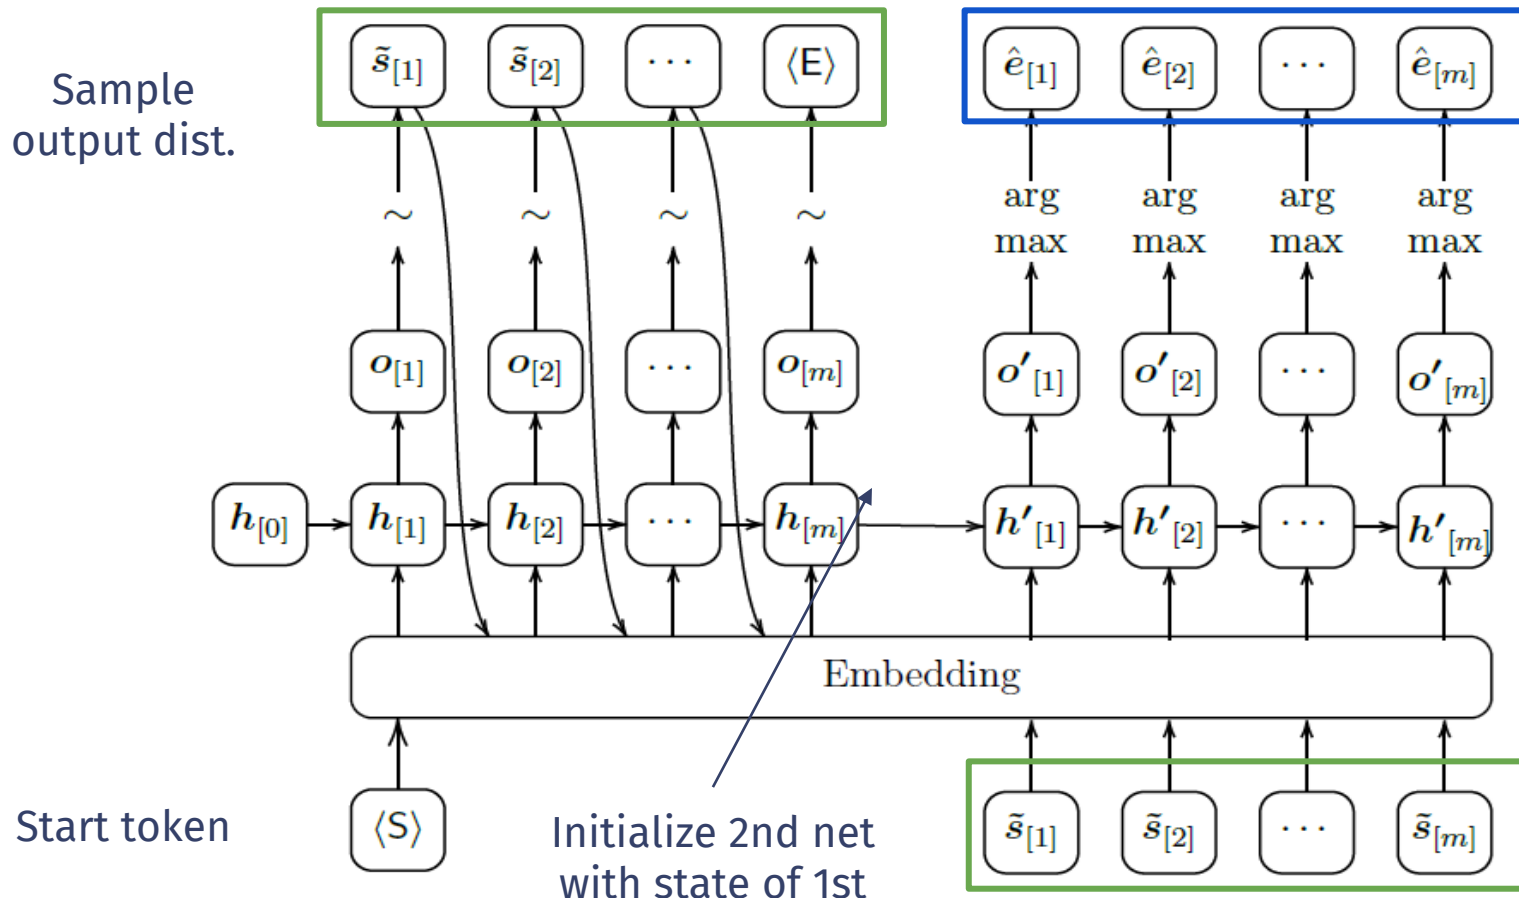 s̃[1] s̃[2] ··· ⟨E⟩ ê[1] ê[2] ··· ê[m]
Sample
output dist.
∼ ∼ ∼ ∼ arg arg arg arg
max max max max
o[1] o[2] ··· o[m] o′[1] o′[2] ··· o′[m]
h[0] h[1] h[2] ··· h[m] h′[1] h′[2] ··· h′[m]
Embedding
Start token ⟨S⟩
Initialize 2nd net
with state of 1st
s̃[1] s̃[2] ··· s̃[m]